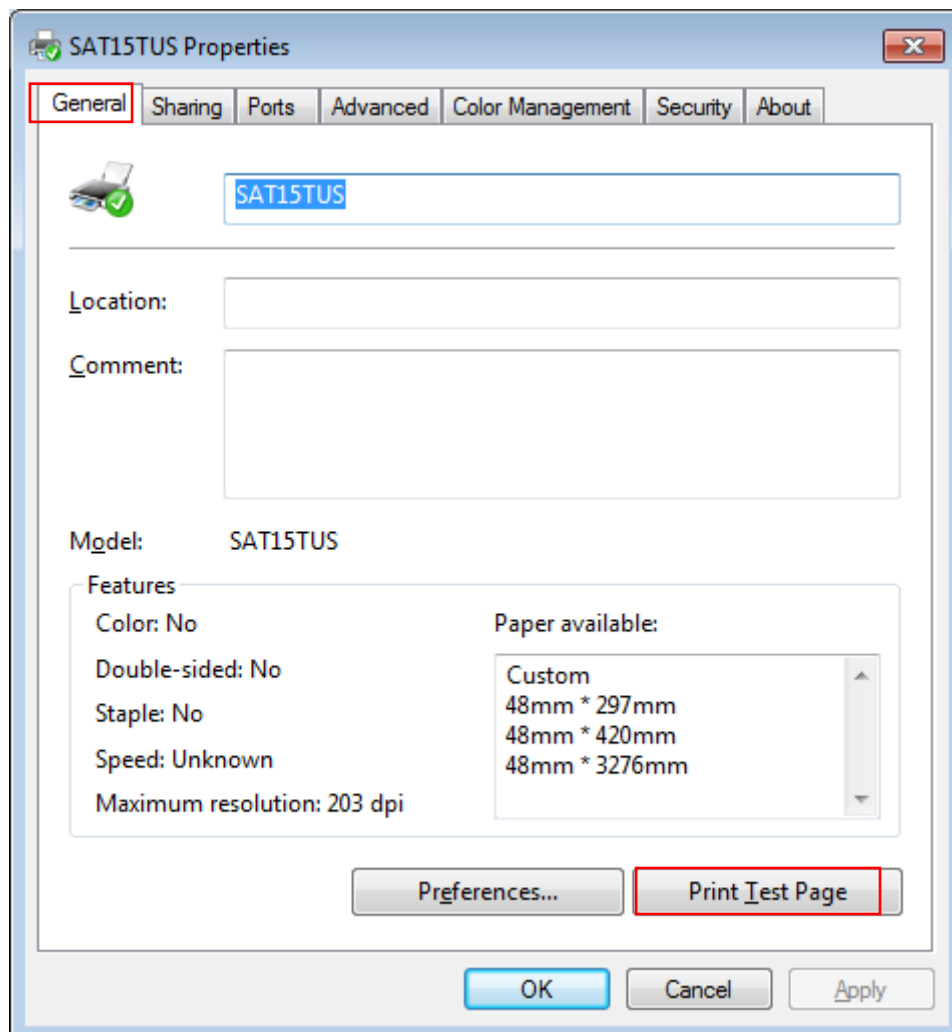 SAT15TUS Properties
General Sharing Ports Advanced Color Management Security About
SAT15TUS
Location:
Comment:
Model: SAT15TUS
Features
Color: No
Double-sided: No
Staple: No
Speed: Unknown
Maximum resolution: 203 dpi
Paper available:
Custom
48mm * 297mm
48mm * 420mm
48mm * 3276mm
Preferences... Print Test Page
OK Cancel Apply